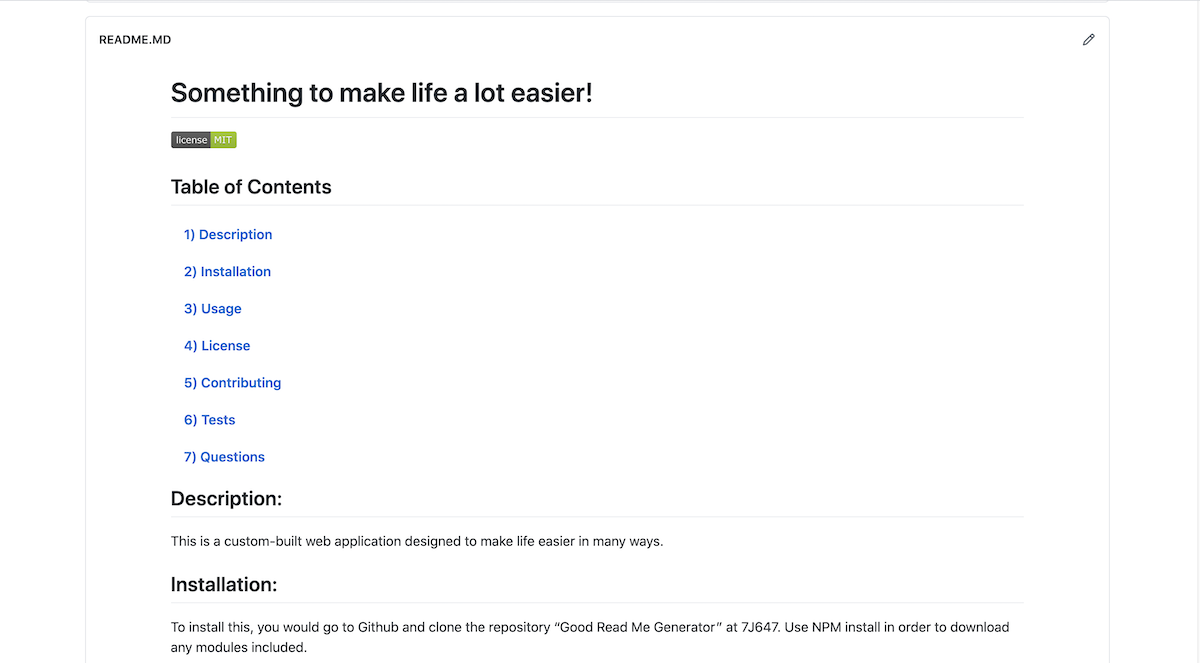 README.MD
Something to make life a lot easier!
license MIT
Table of Contents
1) Description
2) Installation
3) Usage
4) License
5) Contributing
6) Tests
7) Questions
Description:
This is a custom-built web application designed to make life easier in many ways.
Installation:
To install this, you would go to Github and clone the repository “Good Read Me Generator” at 7J647. Use NPM install in order to download
any modules included.